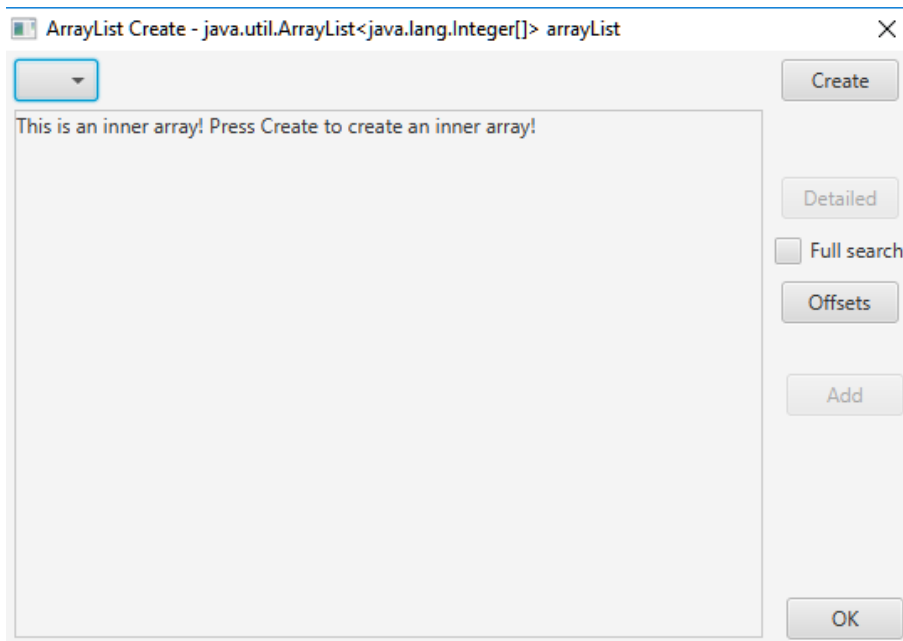 ArrayList Create - java.util.ArrayList<java.lang.Integer[]> arrayList
Create
This is an inner array! Press Create to create an inner array!
Detailed
Full search
Offsets
Add
OK